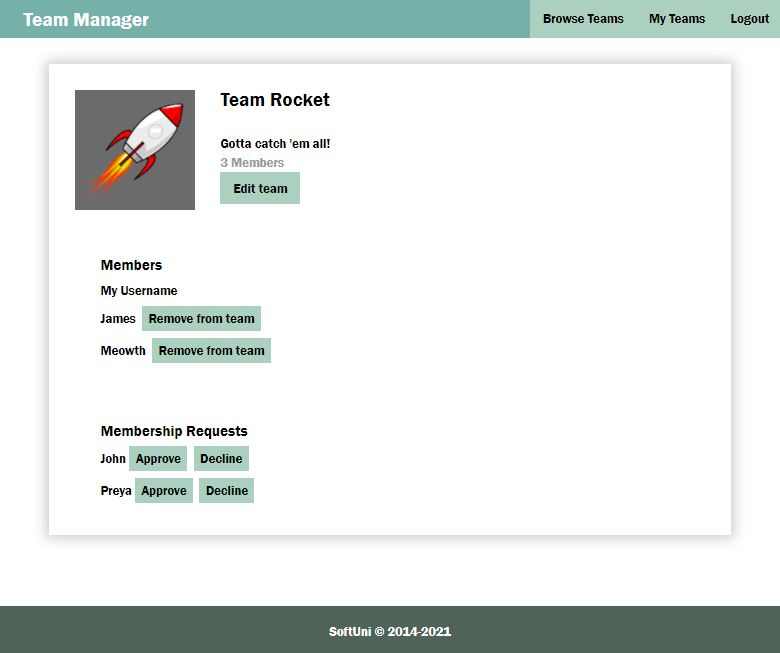 Team Manager
Browse Teams My Teams Logout
Team Rocket
Gotta catch 'em all!
3 Members
Edit team
Members
My Username
James Remove from team
Meowth Remove from team
Membership Requests
John Approve Decline
Preya Approve Decline
SoftUni © 2014-2021